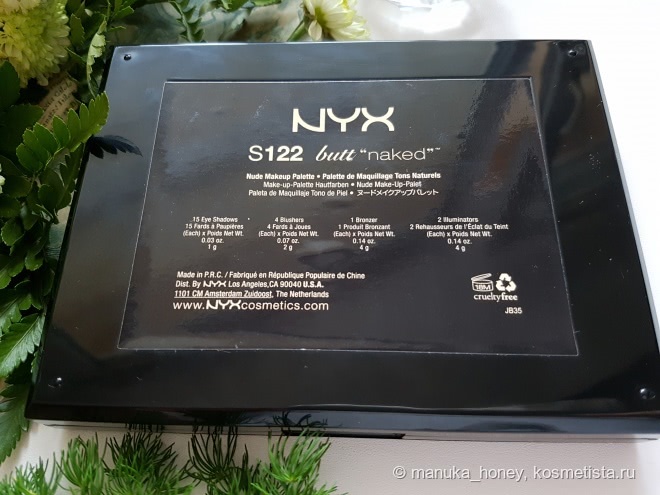 NYX
S122 butt "naked"™
Nude Makeup Palette • Palette de Maquillage Tons Naturels
Make-up-Palette Hautfarben • Nude Make-Up-Palet
Paleta de Maquillaje Tono de Piel • ヌードメイクアップパレット
15 Eye Shadows
15 Fards à Paupières
(Each) x Poids Net Wt.
0.03 oz.
1 g
4 Blushers
4 Fards à Joues
(Each) x Poids Net Wt.
0.07 oz.
2 g
1 Bronzer
1 Produit Bronzant
(Each) x Poids Net Wt.
0.14 oz.
4 g
2 Illuminators
2 Rehausseurs de l'Éclat du Teint
(Each) x Poids Net Wt.
0.14 oz.
4 g
Made in P.R.C. / Fabriqué en République Populaire de Chine
Dist. By NYX Los Angeles,CA 90040 U.S.A.
1101 CM Amsterdam Zuidoost, The Netherlands
www.NYXcosmetics.com
18M
crueltyfree
JB35
© manuka_honey, kosmetista.ru